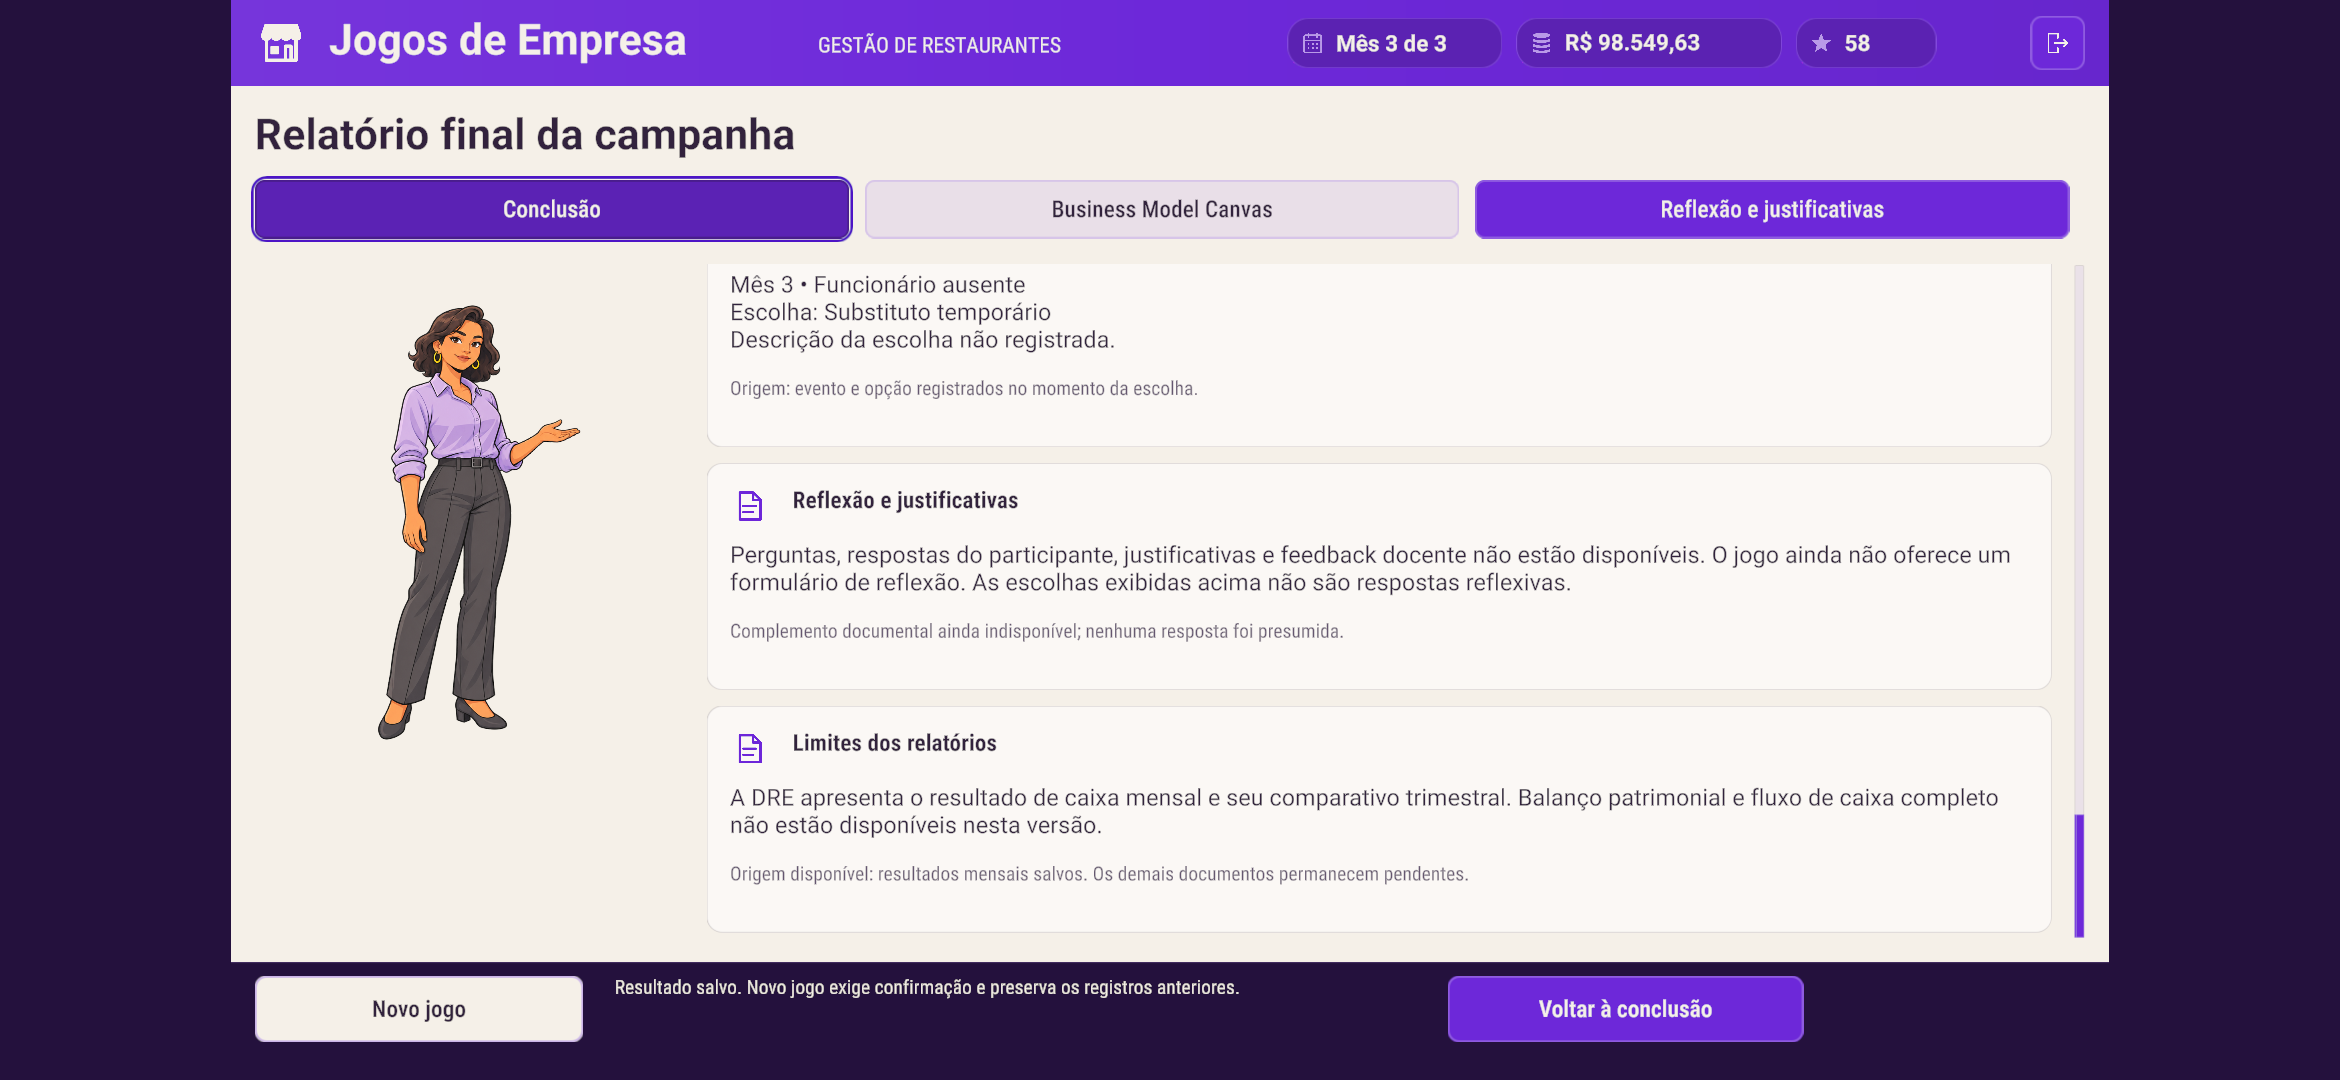 Jogos de Empresa
GESTÃO DE RESTAURANTES
Mês 3 de 3
R$ 98.549,63
58
Relatório final da campanha
Conclusão
Business Model Canvas
Reflexão e justificativas
Mês 3 • Funcionário ausente
Escolha: Substituto temporário
Descrição da escolha não registrada.
Origem: evento e opção registrados no momento da escolha.
Reflexão e justificativas
Perguntas, respostas do participante, justificativas e feedback docente não estão disponíveis. O jogo ainda não oferece um
formulário de reflexão. As escolhas exibidas acima não são respostas reflexivas.
Complemento documental ainda indisponível; nenhuma resposta foi presumida.
Limites dos relatórios
A DRE apresenta o resultado de caixa mensal e seu comparativo trimestral. Balanço patrimonial e fluxo de caixa completo
não estão disponíveis nesta versão.
Origem disponível: resultados mensais salvos. Os demais documentos permanecem pendentes.
Novo jogo
Resultado salvo. Novo jogo exige confirmação e preserva os registros anteriores.
Voltar à conclusão